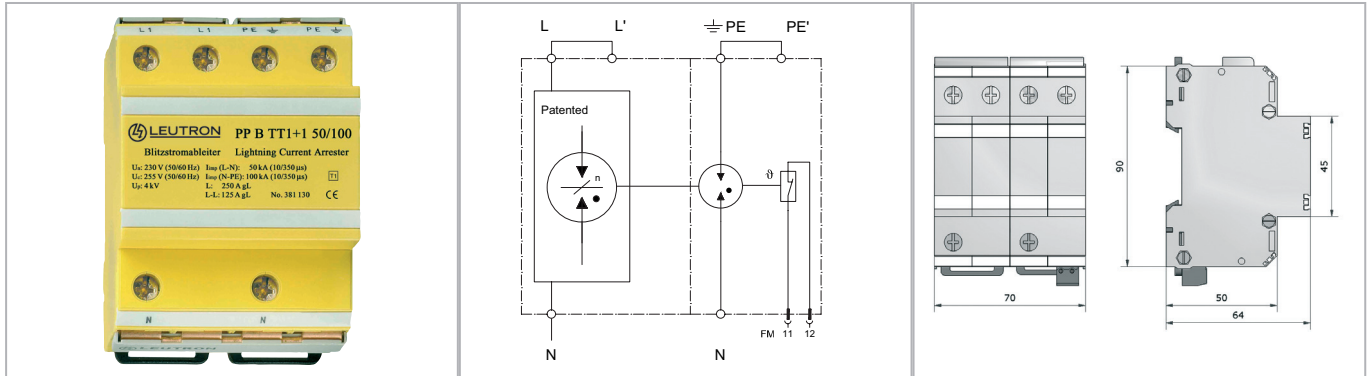 L1 L1 PE PE
LEUTRON PP B TT1+1 50/100
Blitzstromableiter Lightning Current Arrester
Un: 230 V (50/60 Hz) Iimp (L-N): 50 kA (10/350 µs)
Uc: 255 V (50/60 Hz) Iimp (N-PE): 100 kA (10/350 µs)
Up: 4 kV L: 250 A gL T1
L-L: 125 A gL No. 381 130 CE
N N
LEUTRON
L L' PE PE'
Patented
n
ϑ
FM 11 12
N N
90
45
70
50
64